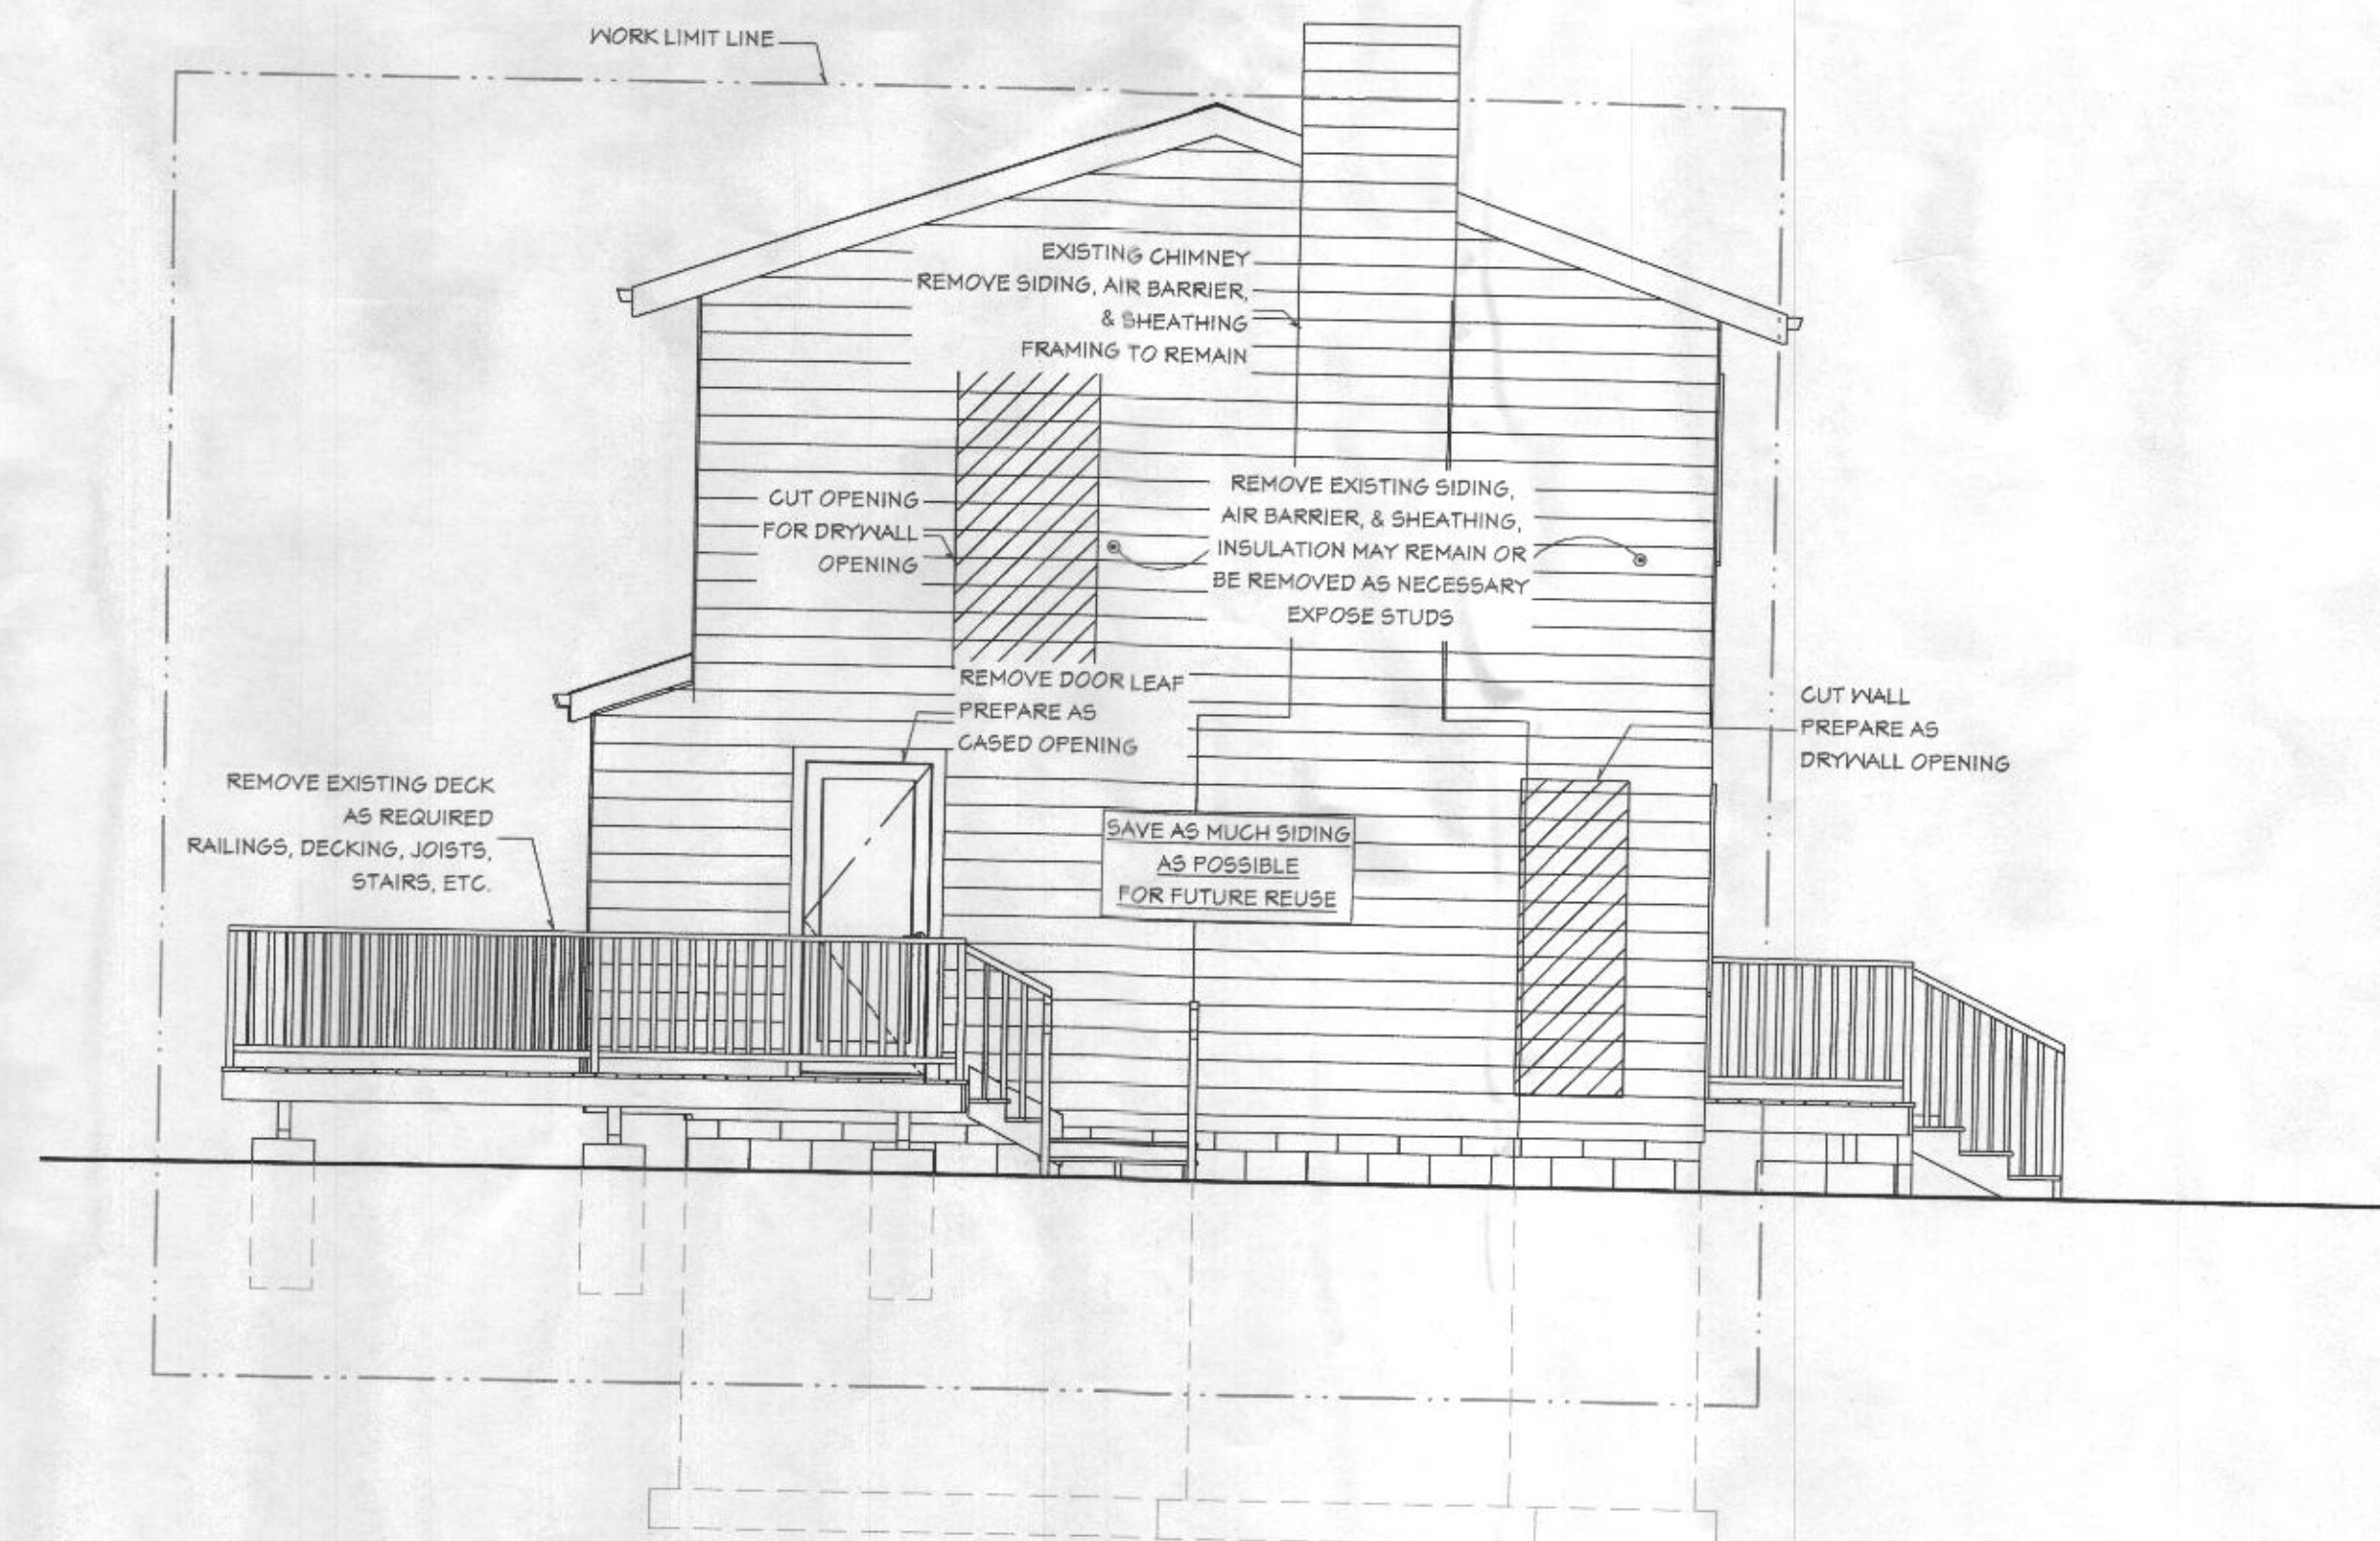 WORK LIMIT LINE
EXISTING CHIMNEY
REMOVE SIDING, AIR BARRIER,
& SHEATHING
FRAMING TO REMAIN
CUT OPENING
FOR DRYWALL
OPENING
REMOVE EXISTING SIDING,
AIR BARRIER, & SHEATHING,
INSULATION MAY REMAIN OR
BE REMOVED AS NECESSARY
EXPOSE STUDS
REMOVE DOOR LEAF
PREPARE AS
CASED OPENING
CUT WALL
PREPARE AS
DRYWALL OPENING
REMOVE EXISTING DECK
AS REQUIRED
RAILINGS, DECKING, JOISTS,
STAIRS, ETC.
SAVE AS MUCH SIDING
AS POSSIBLE
FOR FUTURE REUSE